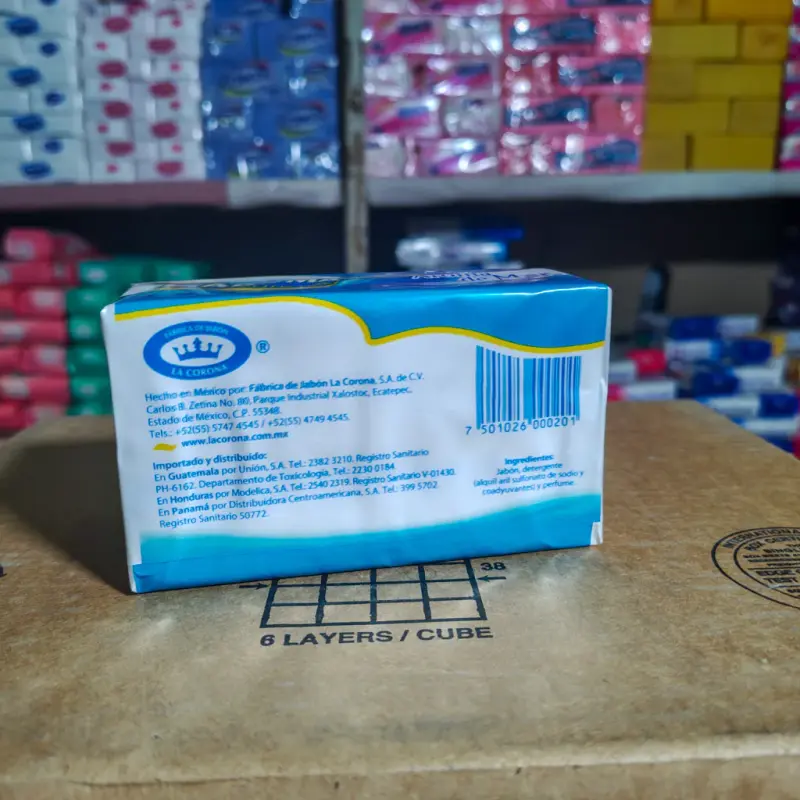 FÁBRICA DE JABÓN
LA CORONA
®
Hecho en México por: Fábrica de Jabón La Corona, S.A. de C.V.
Carlos B. Zetina No. 80, Parque Industrial Xalostoc, Ecatepec,
Estado de México, C.P. 55348.
Tels.: +52(55) 5747 4545 / +52(55) 4749 4545.
www.lacorona.com.mx
Importado y distribuido:
En Guatemala por Unión, S.A. Tel.: 2382 3210. Registro Sanitario
PH-6162. Departamento de Toxicología, Tel.: 2230 0184.
En Honduras por Modelica, S.A. Tel.: 2540 2319. Registro Sanitario V-01430.
En Panamá por Distribuidora Centroamericana, S.A. Tel.: 399 5702.
Registro Sanitario 50772.
7 501026 000201
Ingredientes:
Jabón, detergente
(alquil aril sulfonato de sodio y
coadyuvantes) y perfume.
38
6 LAYERS / CUBE
INTERNATIONAL